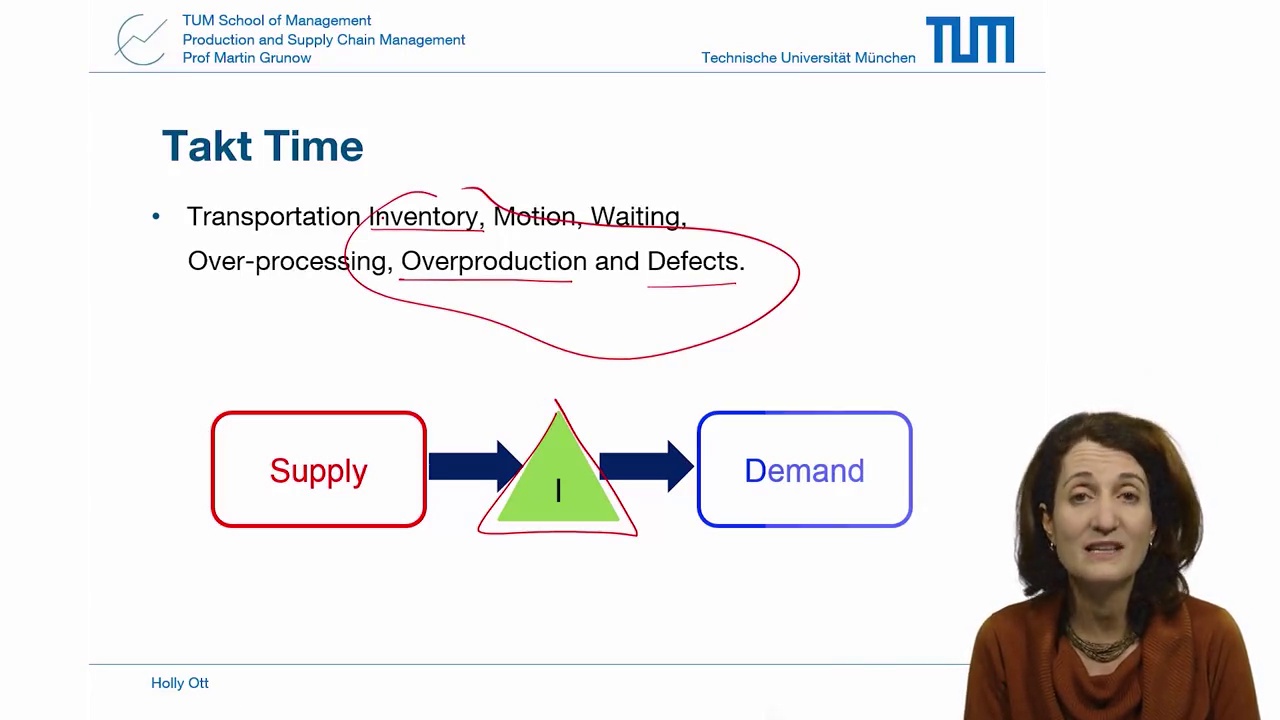 TUM School of Management
Production and Supply Chain Management
Prof Martin Grunow
Technische Universität München
TUM
Takt Time
• Transportation Inventory, Motion, Waiting,
Over-processing, Overproduction and Defects.
Supply
I
Demand
Holly Ott